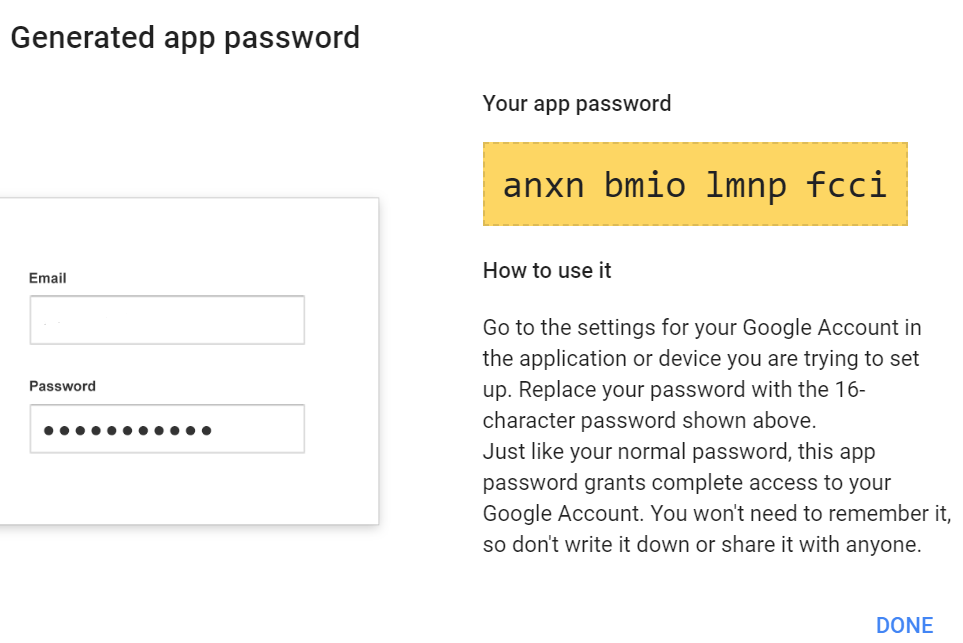 Generated app password
Your app password
anxn bmio lmnp fcci
How to use it
Go to the settings for your Google Account in
the application or device you are trying to set
up. Replace your password with the 16-
character password shown above.
Just like your normal password, this app
password grants complete access to your
Google Account. You won't need to remember it,
so don't write it down or share it with anyone.
Email
Password
●●●●●●●●●●●
DONE